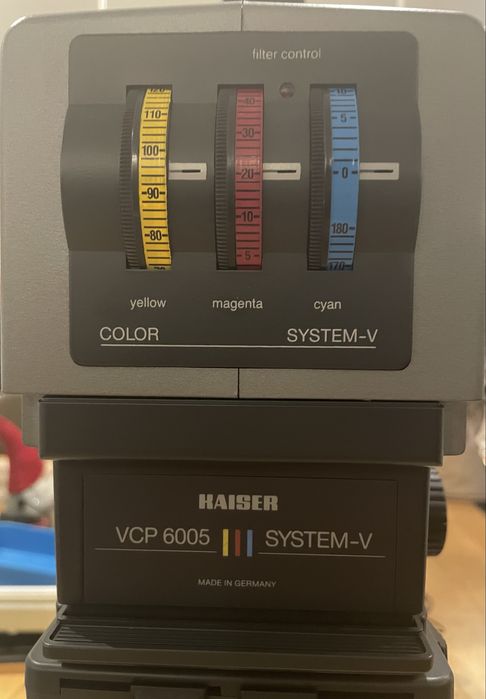 filter control
120 40 10
110 30 5
100 20 0
90 10 180
80 5 170
yellow magenta cyan
COLOR SYSTEM-V
KAISER
VCP 6005 SYSTEM-V
MADE IN GERMANY